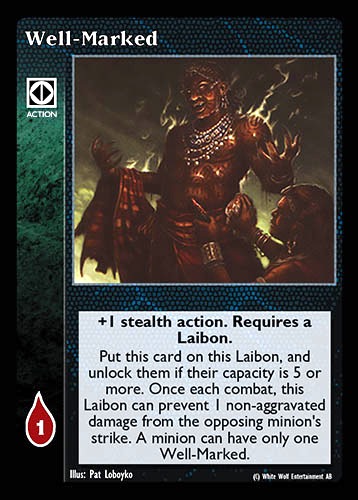 Well-Marked
ACTION
+1 stealth action. Requires a
Laibon.
Put this card on this Laibon, and
unlock them if their capacity is 5 or
more. Once each combat, this
Laibon can prevent 1 non-aggravated
damage from the opposing minion's
strike. A minion can have only one
Well-Marked.
1
Illus: Pat Loboyko
(C) White Wolf Entertainment AB